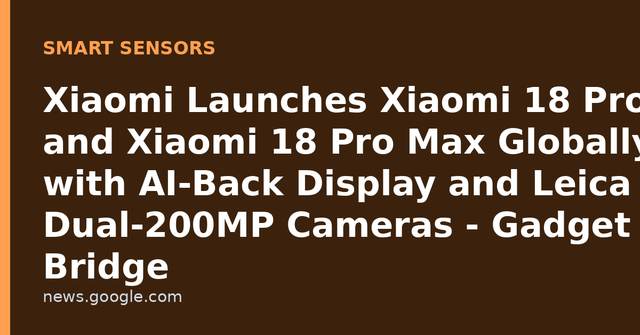 SMART SENSORS
Xiaomi Launches Xiaomi 18 Pro
and Xiaomi 18 Pro Max Globally
with AI-Back Display and Leica
Dual-200MP Cameras - Gadget
Bridge
news.google.com